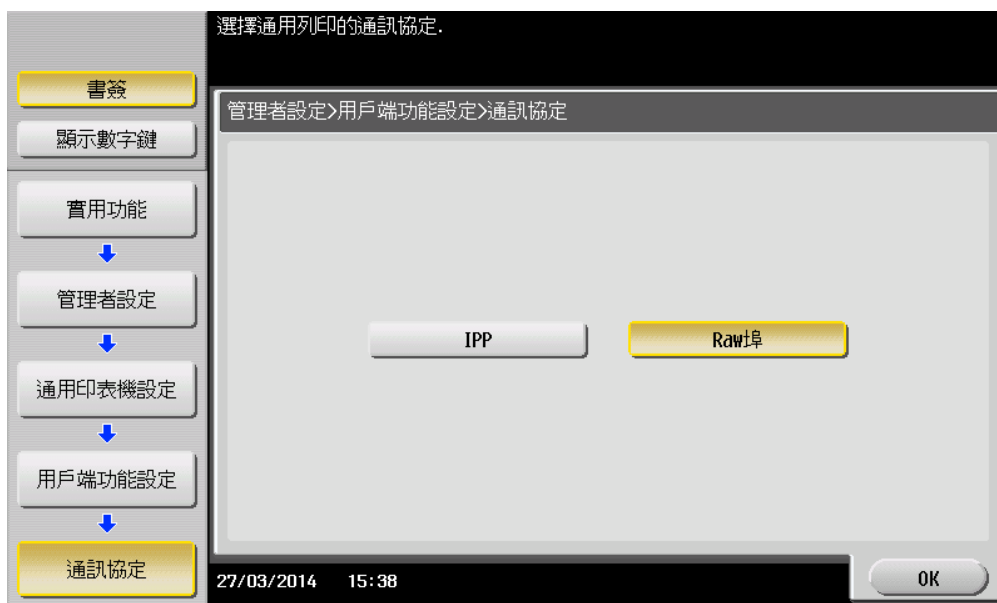 選擇通用列印的通訊協定.
書簽
顯示數字鍵
實用功能
管理者設定
通用印表機設定
用戶端功能設定
通訊協定
管理者設定>用戶端功能設定>通訊協定
IPP
Raw埠
27/03/2014 15:38
OK